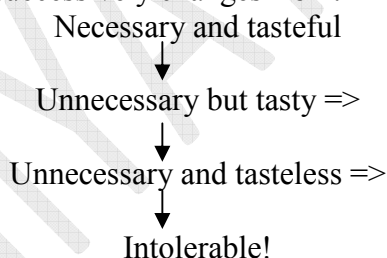 Necessary and tasteful
Unnecessary but tasty =>
Unnecessary and tasteless =>
Intolerable!